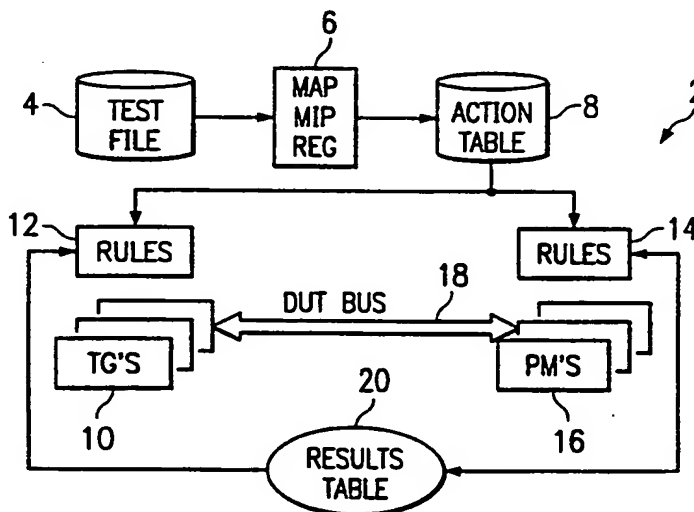 6
4
TEST
FILE
MAP
MIP
REG
ACTION
TABLE
8
2
12
RULES
RULES
14
DUT BUS
18
TG'S
10
PM'S
16
20
RESULTS
TABLE